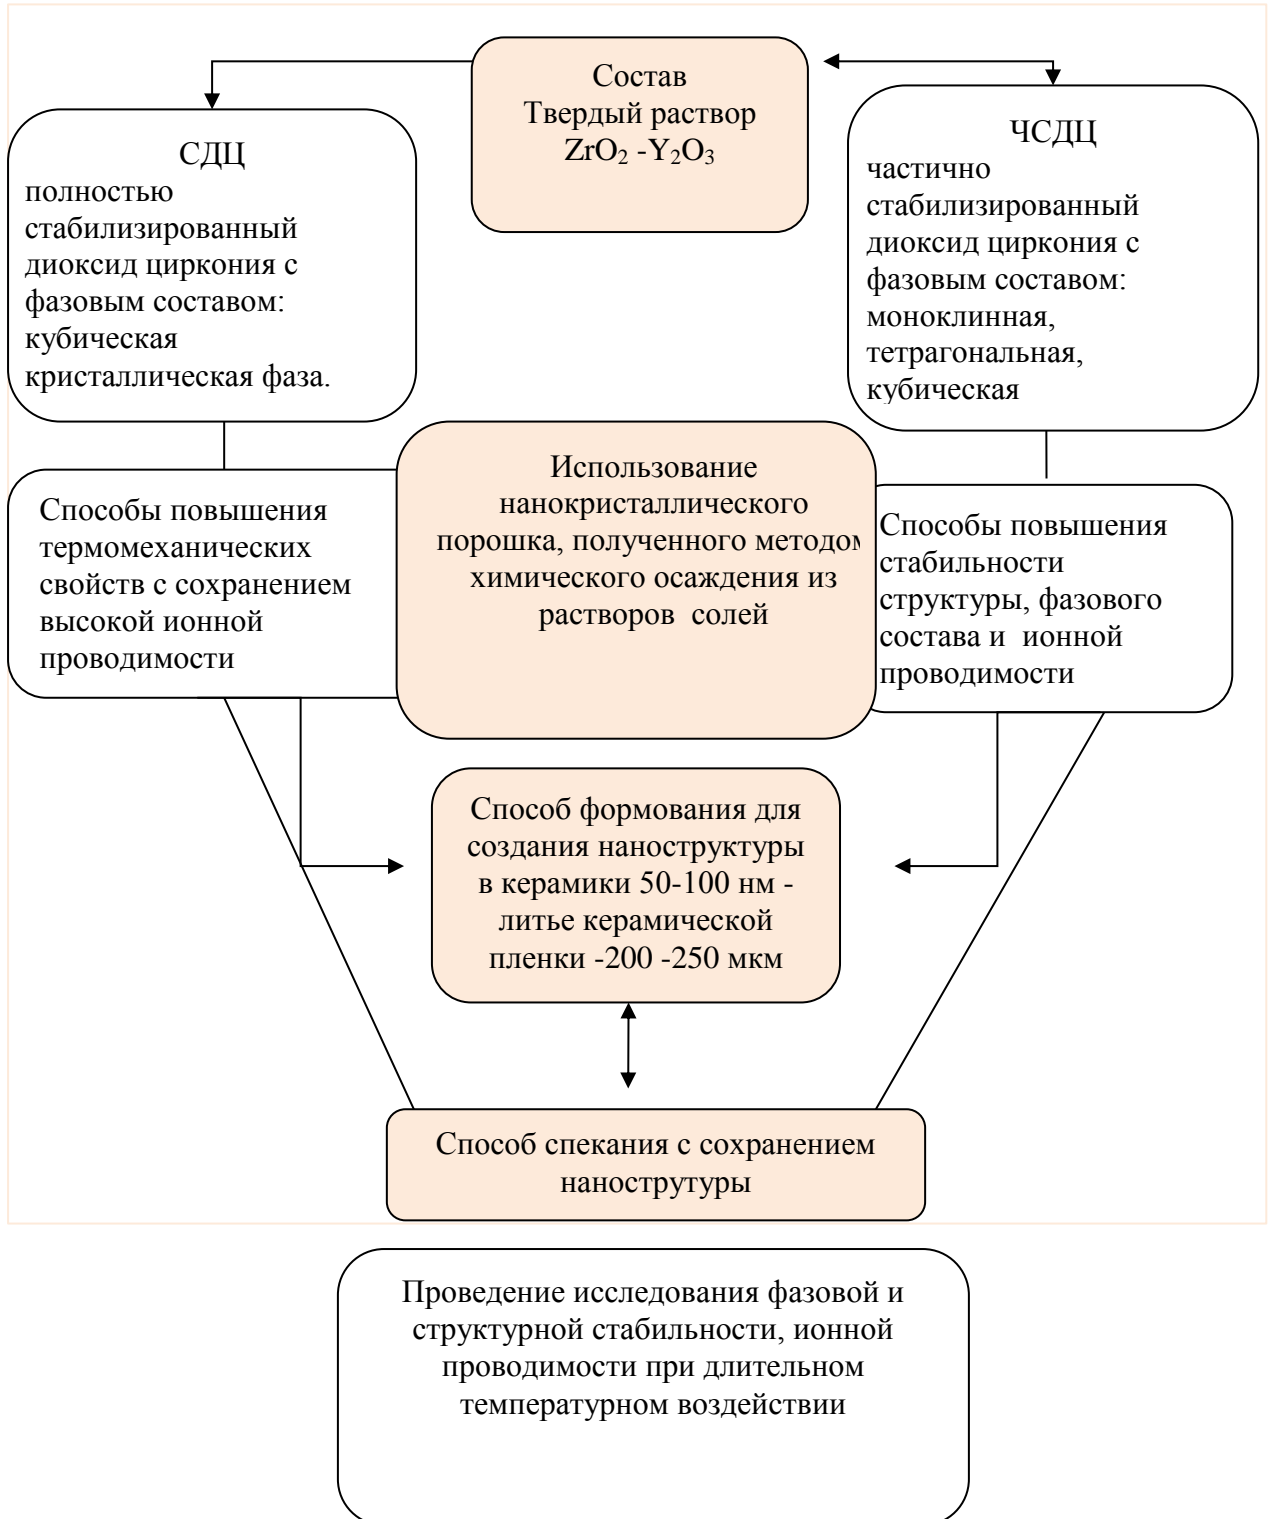 Состав
Твердый раствор
ZrO₂ -Y₂O₃
СДЦ
полностью
стабилизированный
диоксид циркония с
фазовым составом:
кубическая
кристаллическая фаза.
ЧСДЦ
частично
стабилизированный
диоксид циркония с
фазовым составом:
моноклинная,
тетрагональная,
кубическая
Способы повышения
термомеханических
свойств с сохранением
высокой ионной
проводимости
Использование
нанокристаллического
порошка, полученного методом
химического осаждения из
растворов солей
Способы повышения
стабильности
структуры, фазового
состава и ионной
проводимости
Способ формования для
создания наноструктуры
в керамики 50-100 нм -
литье керамической
пленки -200 -250 мкм
Способ спекания с сохранением
нанострутуры
Проведение исследования фазовой и
структурной стабильности, ионной
проводимости при длительном
температурном воздействии